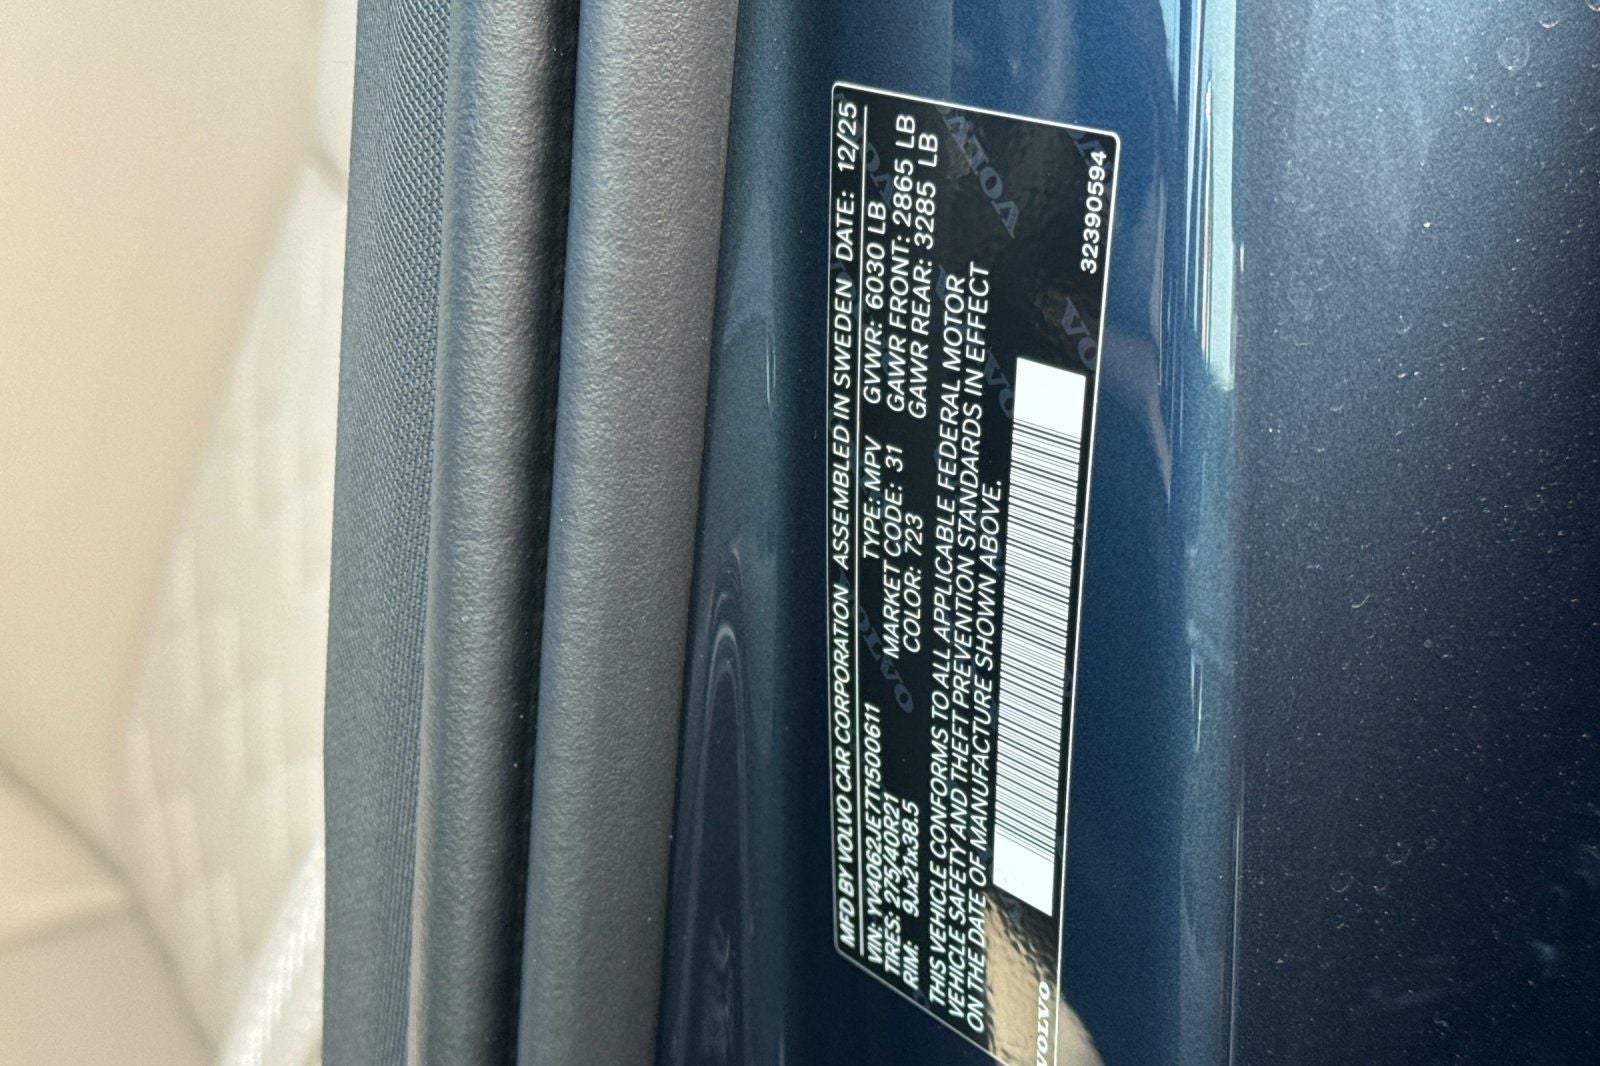 MFD BY VOLVO CAR CORPORATION ASSEMBLED IN SWEDEN DATE: 12/25
VIN: YV4062JE7T1500611 TYPE: MPV GVWR: 6030 LB
TIRES: 275/40R21 MARKET CODE: 31 GAWR FRONT: 2865 LB
RIM: 9Jx21x38.5 COLOR: 723 GAWR REAR: 3285 LB
THIS VEHICLE CONFORMS TO ALL APPLICABLE FEDERAL MOTOR
VEHICLE SAFETY AND THEFT PREVENTION STANDARDS IN EFFECT
ON THE DATE OF MANUFACTURE SHOWN ABOVE.
VOLVO 32390594